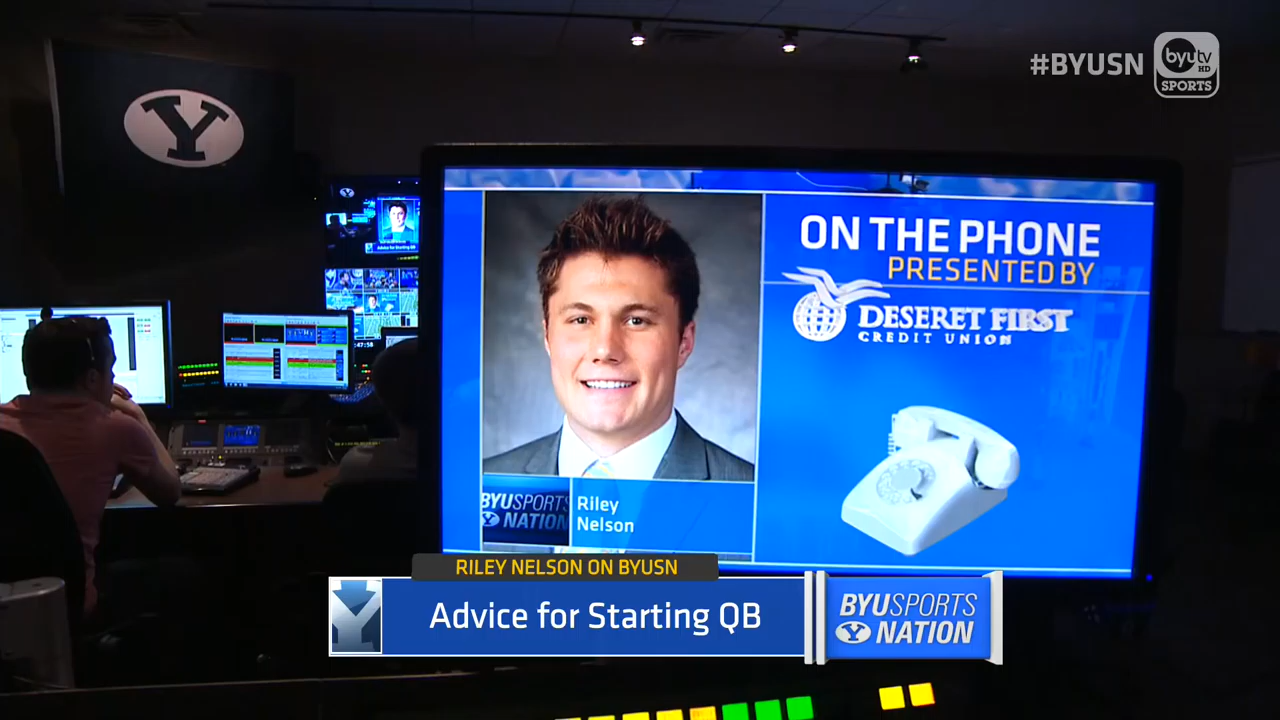 #BYUSN
byutv
HD
SPORTS
Y
ON THE PHONE
PRESENTED BY
DESERET FIRST
CREDIT UNION
BYUSPORTS
Y NATION
Riley
Nelson
RILEY NELSON ON BYUSN
Advice for Starting QB
Y
BYUSPORTS
Y NATION